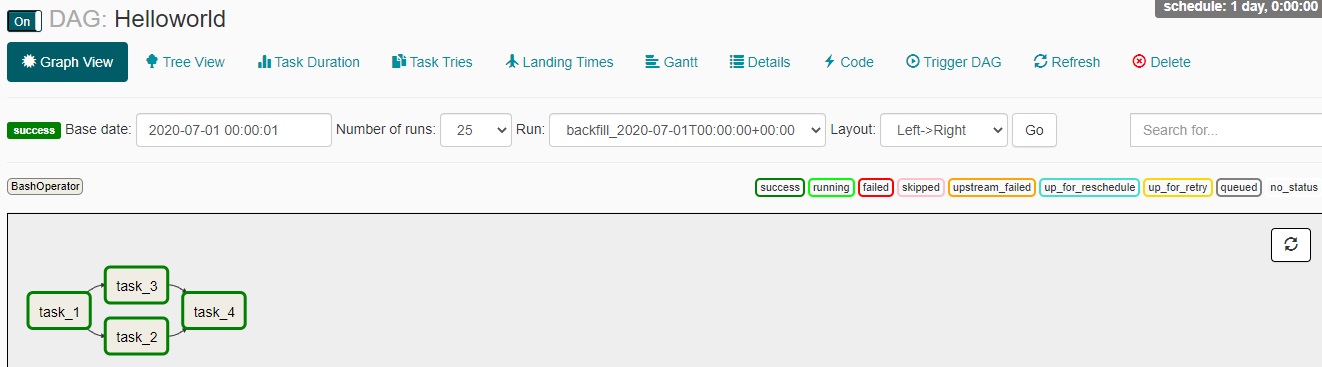 On DAG: Helloworld schedule: 1 day, 0:00:00
Graph View Tree View Task Duration Task Tries Landing Times Gantt Details Code Trigger DAG Refresh Delete
success Base date: 2020-07-01 00:00:01 Number of runs: 25 Run: backfill_2020-07-01T00:00:00+00:00 Layout: Left->Right Go Search for...
BashOperator success running failed skipped upstream_failed up_for_reschedule up_for_retry queued no_status
task_3
task_1 task_4
task_2